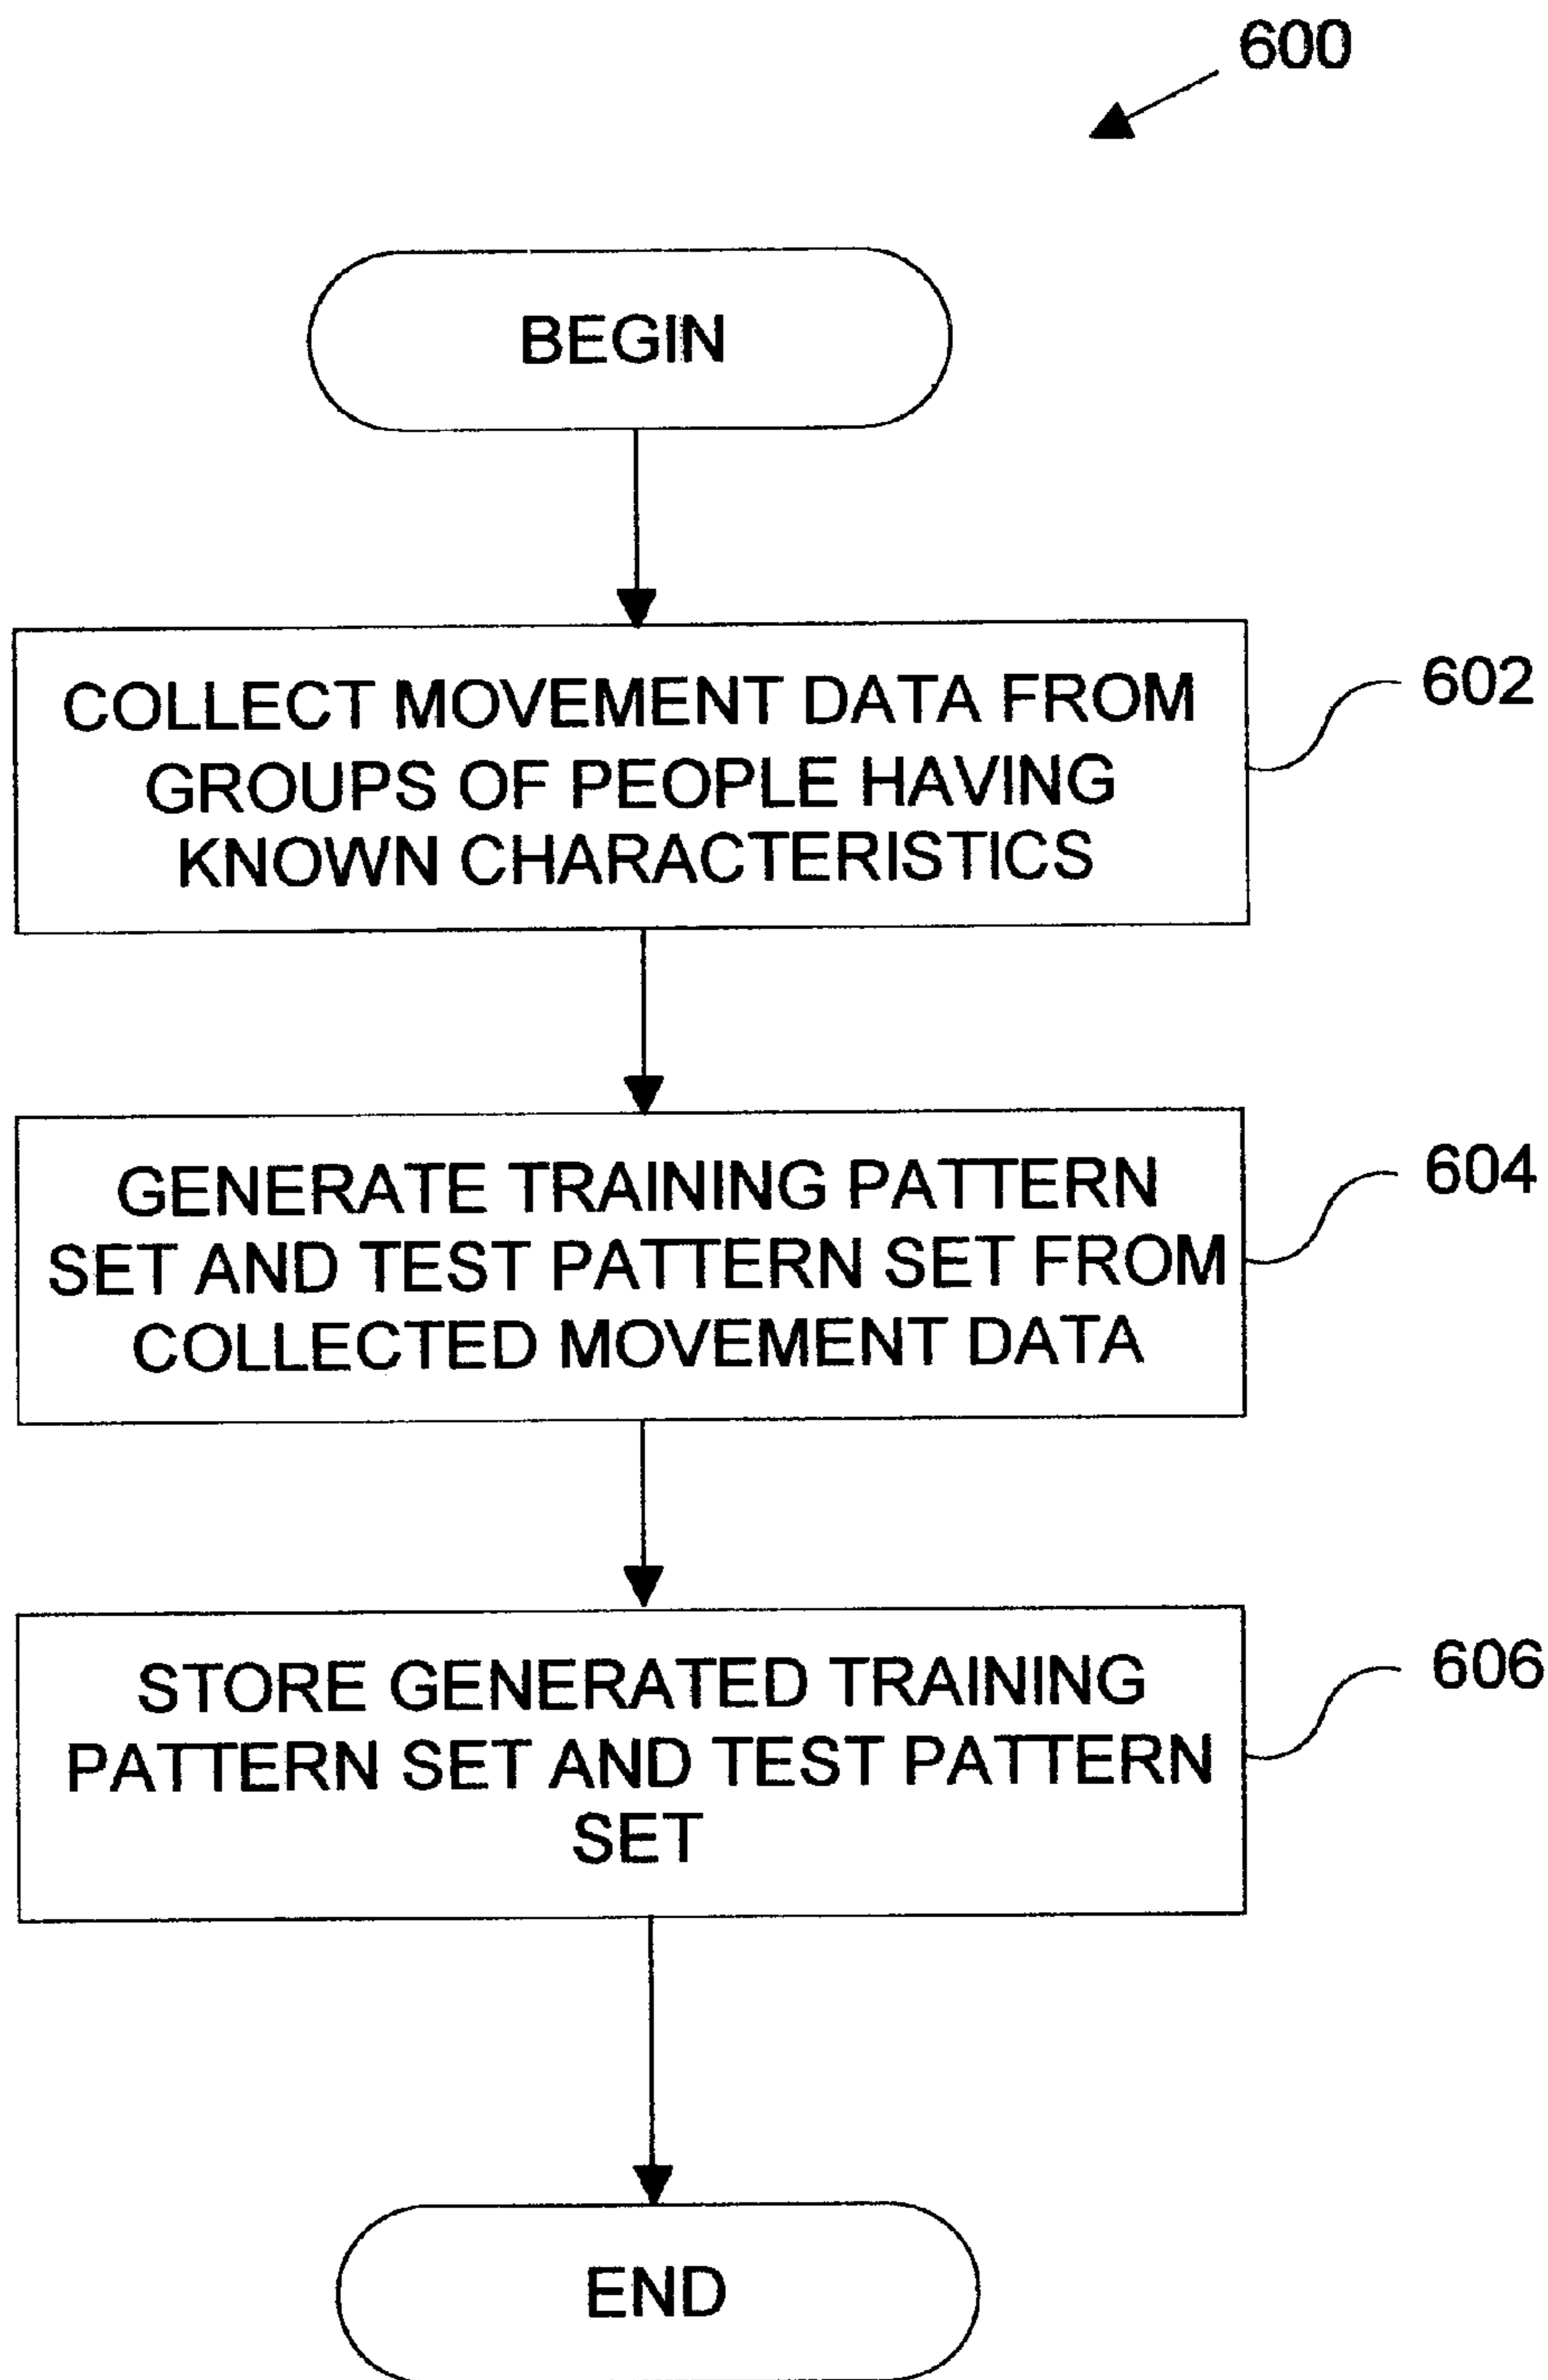 600
BEGIN
COLLECT MOVEMENT DATA FROM
GROUPS OF PEOPLE HAVING
KNOWN CHARACTERISTICS
602
GENERATE TRAINING PATTERN
SET AND TEST PATTERN SET FROM
COLLECTED MOVEMENT DATA
604
STORE GENERATED TRAINING
PATTERN SET AND TEST PATTERN
SET
606
END